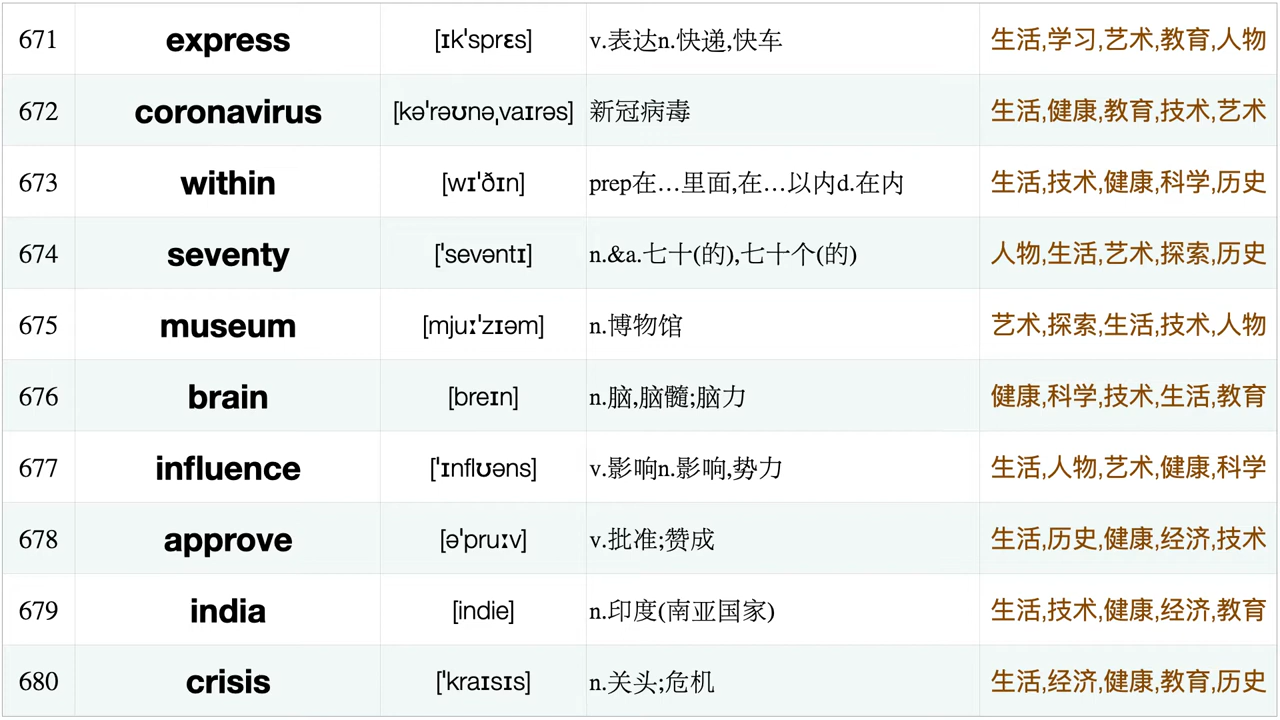 671 express [ɪk'sprɛs] v.表达n.快递,快车 生活,学习,艺术,教育,人物
672 coronavirus [kə'rəʊnəˌvaɪrəs] 新冠病毒 生活,健康,教育,技术,艺术
673 within [wɪ'ðɪn] prep在…里面,在…以内d.在内 生活,技术,健康,科学,历史
674 seventy ['sevəntɪ] n.&a.七十(的),七十个(的) 人物,生活,艺术,探索,历史
675 museum [mjuː'zɪəm] n.博物馆 艺术,探索,生活,技术,人物
676 brain [breɪn] n.脑,脑髓;脑力 健康,科学,技术,生活,教育
677 influence ['ɪnflʊəns] v.影响n.影响,势力 生活,人物,艺术,健康,科学
678 approve [ə'pruːv] v.批准;赞成 生活,历史,健康,经济,技术
679 india [indie] n.印度(南亚国家) 生活,技术,健康,经济,教育
680 crisis ['kraɪsɪs] n.关头;危机 生活,经济,健康,教育,历史